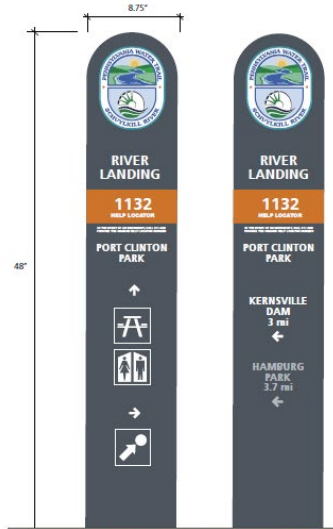 8.75"
48"
PENNSYLVANIA WATER TRAIL
SCHUYLKILL RIVER
RIVER
LANDING
1132
HELP LOCATOR
PORT CLINTON
PARK
PENNSYLVANIA WATER TRAIL
SCHUYLKILL RIVER
RIVER
LANDING
1132
HELP LOCATOR
PORT CLINTON
PARK
KERNSVILLE
DAM
3 mi
HAMBURG
PARK
3.7 mi